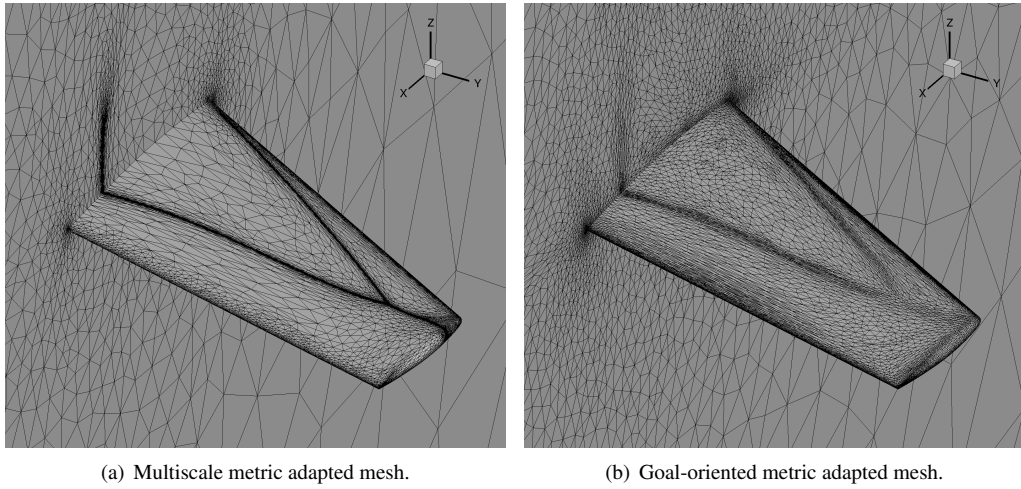 Z
X
Y
Z
X
Y
(a) Multiscale metric adapted mesh.
(b) Goal-oriented metric adapted mesh.